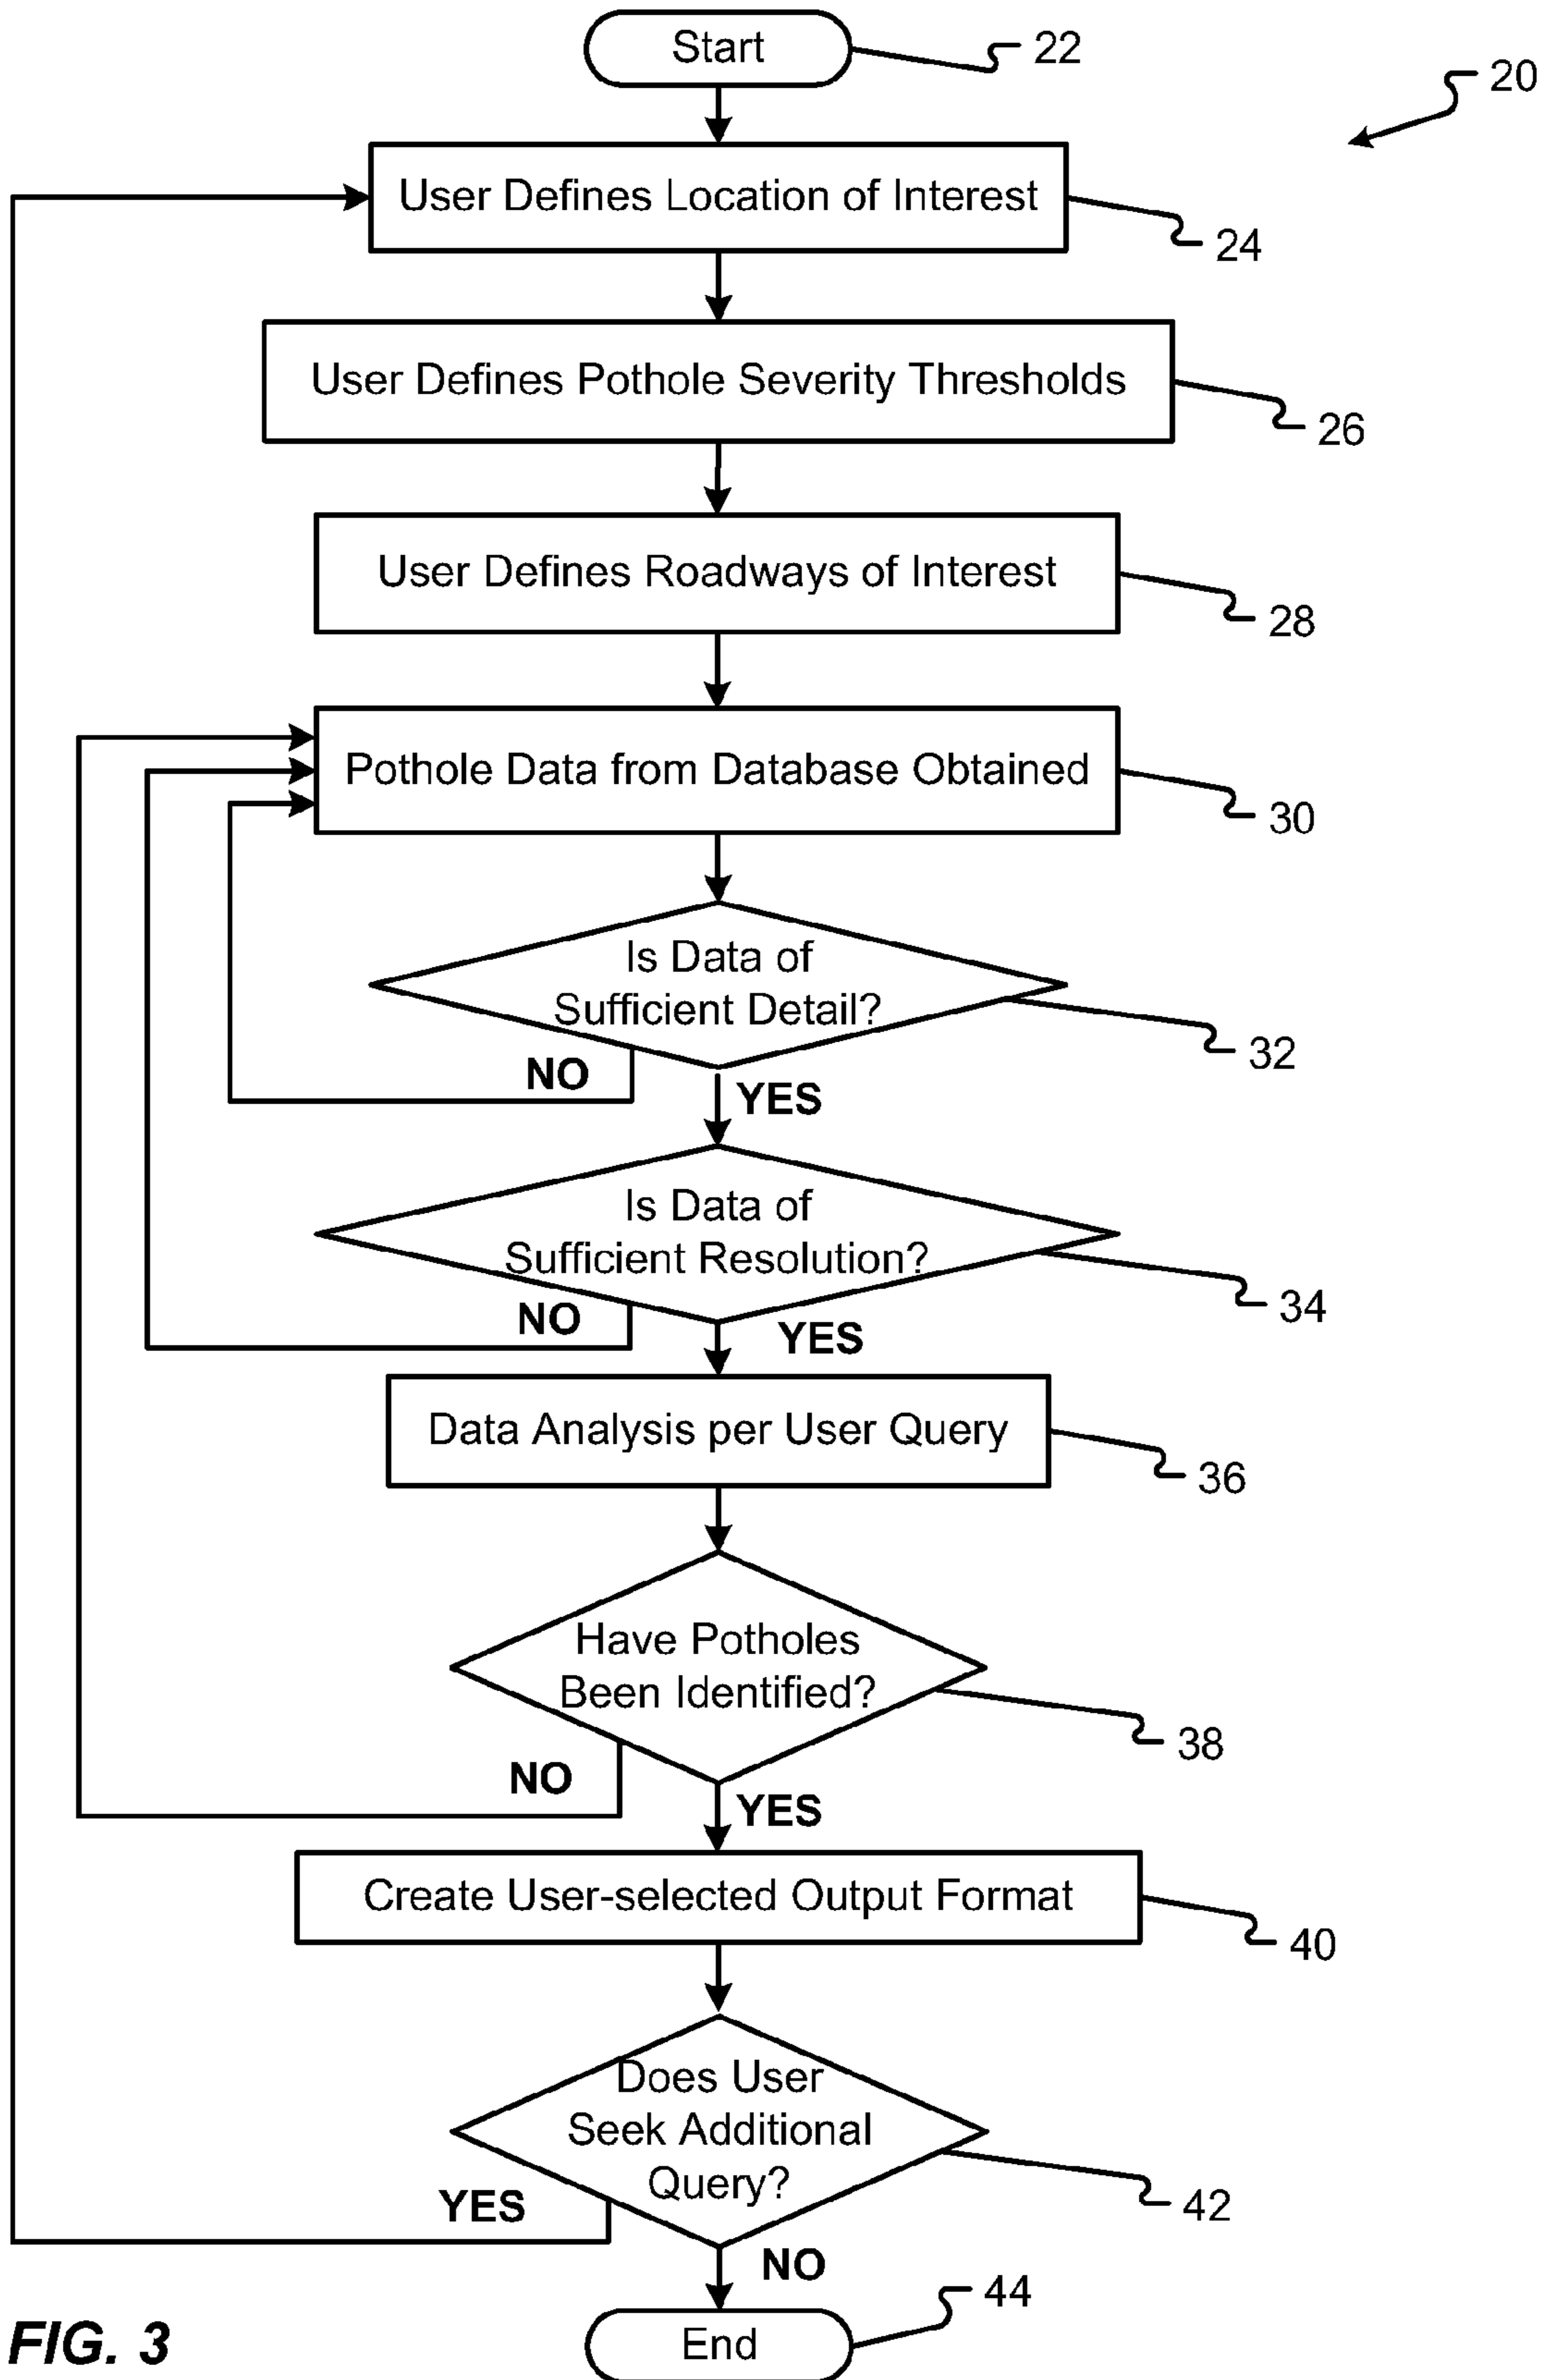 Start
22
20
User Defines Location of Interest
24
User Defines Pothole Severity Thresholds
26
User Defines Roadways of Interest
28
Pothole Data from Database Obtained
30
Is Data of
Sufficient Detail?
32
NO
YES
Is Data of
Sufficient Resolution?
34
NO
YES
Data Analysis per User Query
36
Have Potholes
Been Identified?
38
NO
YES
Create User-selected Output Format
40
Does User
Seek Additional
Query?
42
YES
NO
44
End
FIG. 3